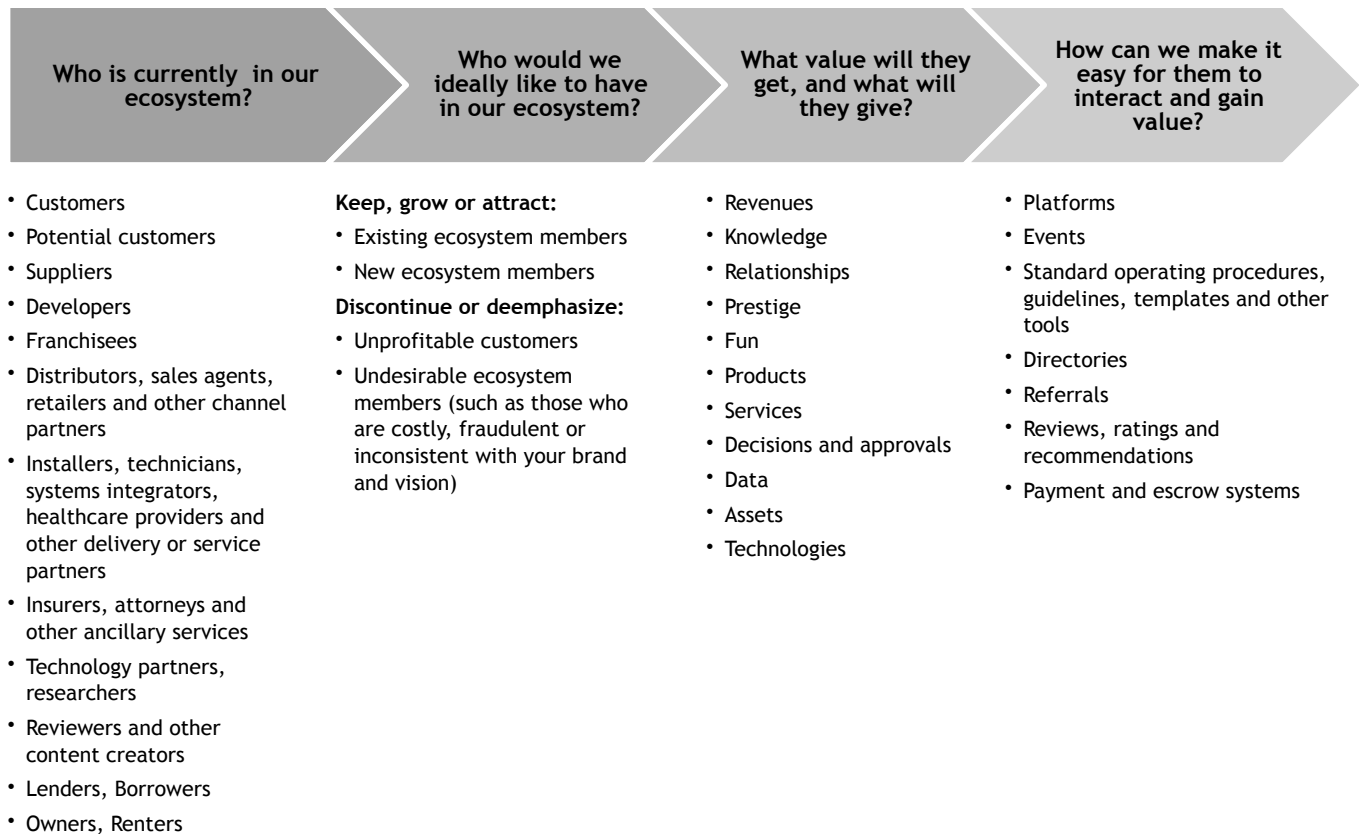 Who is currently in our
ecosystem?
Who would we
ideally like to have
in our ecosystem?
What value will they
get, and what will
they give?
How can we make it
easy for them to
interact and gain
value?
• Customers
• Potential customers
• Suppliers
• Developers
• Franchisees
• Distributors, sales agents,
retailers and other channel
partners
• Installers, technicians,
systems integrators,
healthcare providers and
other delivery or service
partners
• Insurers, attorneys and
other ancillary services
• Technology partners,
researchers
• Reviewers and other
content creators
• Lenders, Borrowers
• Owners, Renters
Keep, grow or attract:
• Existing ecosystem members
• New ecosystem members
Discontinue or deemphasize:
• Unprofitable customers
• Undesirable ecosystem
members (such as those who
are costly, fraudulent or
inconsistent with your brand
and vision)
• Revenues
• Knowledge
• Relationships
• Prestige
• Fun
• Products
• Services
• Decisions and approvals
• Data
• Assets
• Technologies
• Platforms
• Events
• Standard operating procedures,
guidelines, templates and other
tools
• Directories
• Referrals
• Reviews, ratings and
recommendations
• Payment and escrow systems